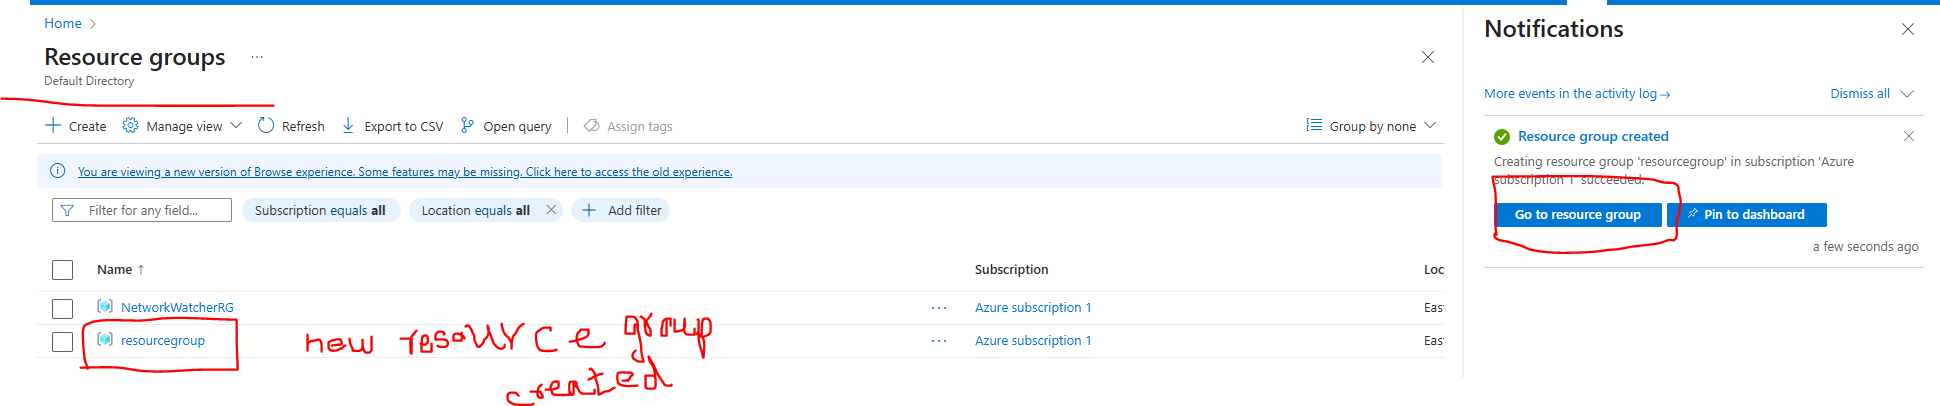 Home
Resource groups ...
Default Directory
Create Manage view Refresh Export to CSV Open query Assign tags Group by none
You are viewing a new version of Browse experience. Some features may be missing. Click here to access the old experience.
Filter for any field... Subscription equals all Location equals all Add filter
Name ↑ Subscription Loc
NetworkWatcherRG ... Azure subscription 1 East
resourcegroup ... Azure subscription 1 East
new resource group
created
Notifications
More events in the activity log → Dismiss all
Resource group created
Creating resource group 'resourcegroup' in subscription 'Azure
subscription 1' succeeded.
Go to resource group Pin to dashboard
a few seconds ago